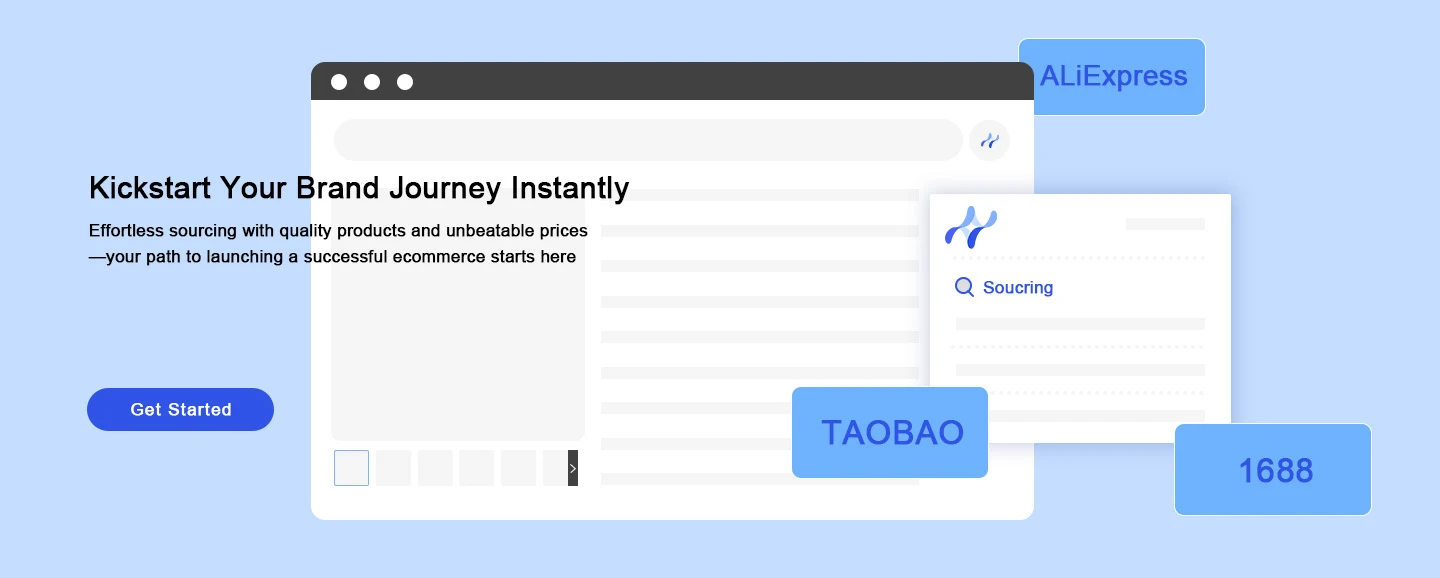 ALiExpress
Kickstart Your Brand Journey Instantly
Effortless sourcing with quality products and unbeatable prices
—your path to launching a successful ecommerce starts here
Soucring
Get Started
TAOBAO
1688